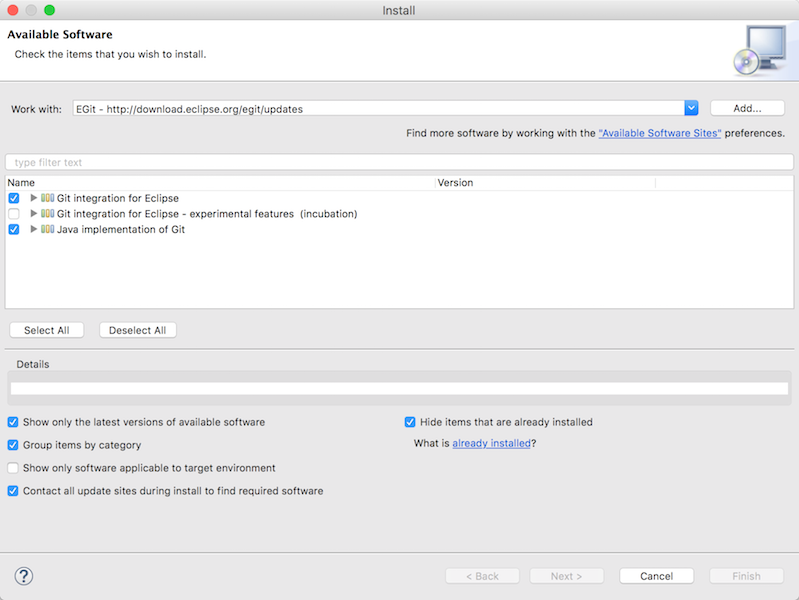 Install
Available Software
Check the items that you wish to install.
Work with: EGit - http://download.eclipse.org/egit/updates Add...
Find more software by working with the "Available Software Sites" preferences.
type filter text
Name Version
Git integration for Eclipse
Git integration for Eclipse - experimental features (incubation)
Java implementation of Git
Select All Deselect All
Details
Show only the latest versions of available software Hide items that are already installed
Group items by category What is already installed?
Show only software applicable to target environment
Contact all update sites during install to find required software
? < Back Next > Cancel Finish